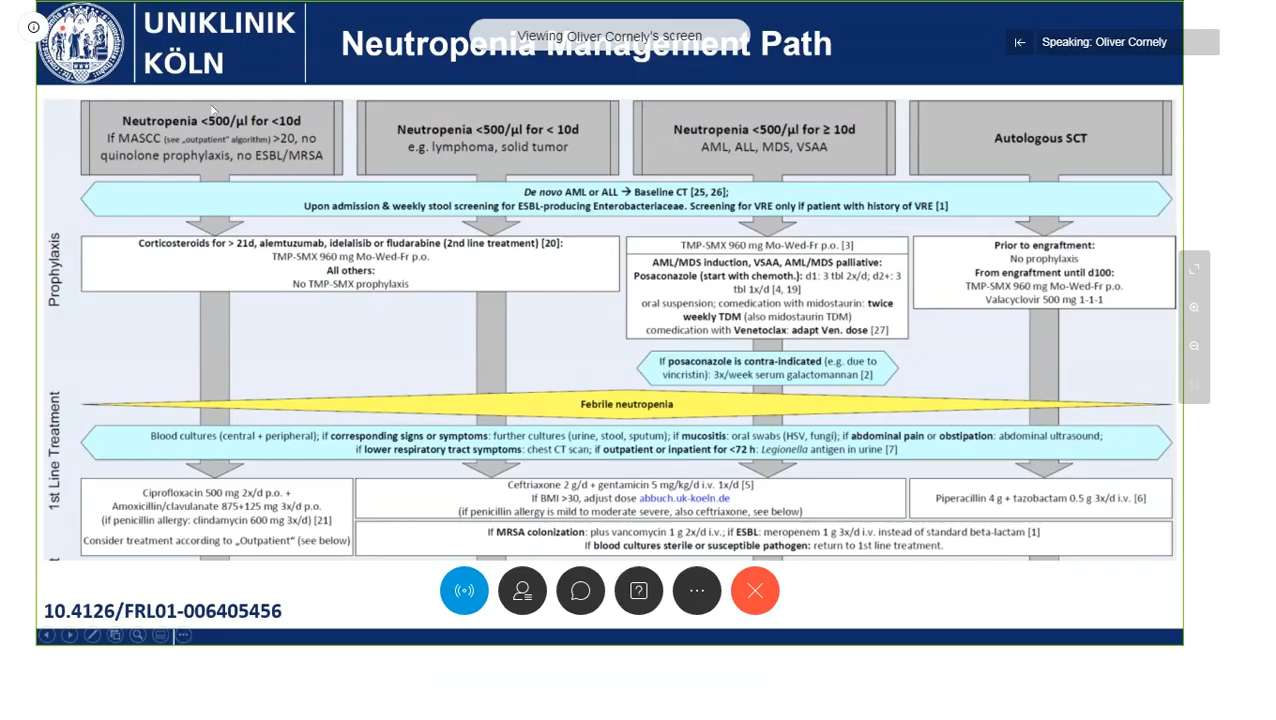 UNIKLINIK
KÖLN
Neutropenia Management Path
Viewing Oliver Cornely's screen
Speaking: Oliver Cornely
Neutropenia <500/µl for <10d
If MASCC (see „outpatient" algorithm) >20, no
quinolone prophylaxis, no ESBL/MRSA
Neutropenia <500/µl for < 10d
e.g. lymphoma, solid tumor
Neutropenia <500/µl for ≥ 10d
AML, ALL, MDS, VSAA
Autologous SCT
De novo AML or ALL → Baseline CT [25, 26];
Upon admission & weekly stool screening for ESBL-producing Enterobacteriaceae. Screening for VRE only if patient with history of VRE [1]
Prophylaxis
Corticosteroids for > 21d, alemtuzumab, idelalisib or fludarabine (2nd line treatment) [20]:
TMP-SMX 960 mg Mo-Wed-Fr p.o.
All others:
No TMP-SMX prophylaxis
TMP-SMX 960 mg Mo-Wed-Fr p.o. [3]
AML/MDS induction, VSAA, AML/MDS palliative:
Posaconazole (start with chemoth.): d1: 3 tbl 2x/d; d2+: 3
tbl 1x/d [4, 19]
oral suspension; comedication with midostaurin: twice
weekly TDM (also midostaurin TDM)
comedication with Venetoclax: adapt Ven. dose [27]
Prior to engraftment:
No prophylaxis
From engraftment until d100:
TMP-SMX 960 mg Mo-Wed-Fr p.o.
Valacyclovir 500 mg 1-1-1
If posaconazole is contra-indicated (e.g. due to
vincristin): 3x/week serum galactomannan [2]
Febrile neutropenia
1st Line Treatment
Blood cultures (central + peripheral); if corresponding signs or symptoms: further cultures (urine, stool, sputum); if mucositis: oral swabs (HSV, fungi); if abdominal pain or obstipation: abdominal ultrasound;
if lower respiratory tract symptoms: chest CT scan; if outpatient or inpatient for <72 h: Legionella antigen in urine [7]
Ciprofloxacin 500 mg 2x/d p.o. +
Amoxicillin/clavulanate 875+125 mg 3x/d p.o.
(if penicillin allergy: clindamycin 600 mg 3x/d) [21]
Consider treatment according to „Outpatient" (see below)
Ceftriaxone 2 g/d + gentamicin 5 mg/kg/d i.v. 1x/d [5]
If BMI >30, adjust dose abbuch.uk-koeln.de
(if penicillin allergy is mild to moderate severe, also ceftriaxone, see below)
Piperacillin 4 g + tazobactam 0.5 g 3x/d i.v. [6]
If MRSA colonization: plus vancomycin 1 g 2x/d i.v.; if ESBL: meropenem 1 g 3x/d i.v. instead of standard beta-lactam [1]
If blood cultures sterile or susceptible pathogen: return to 1st line treatment.
10.4126/FRL01-006405456